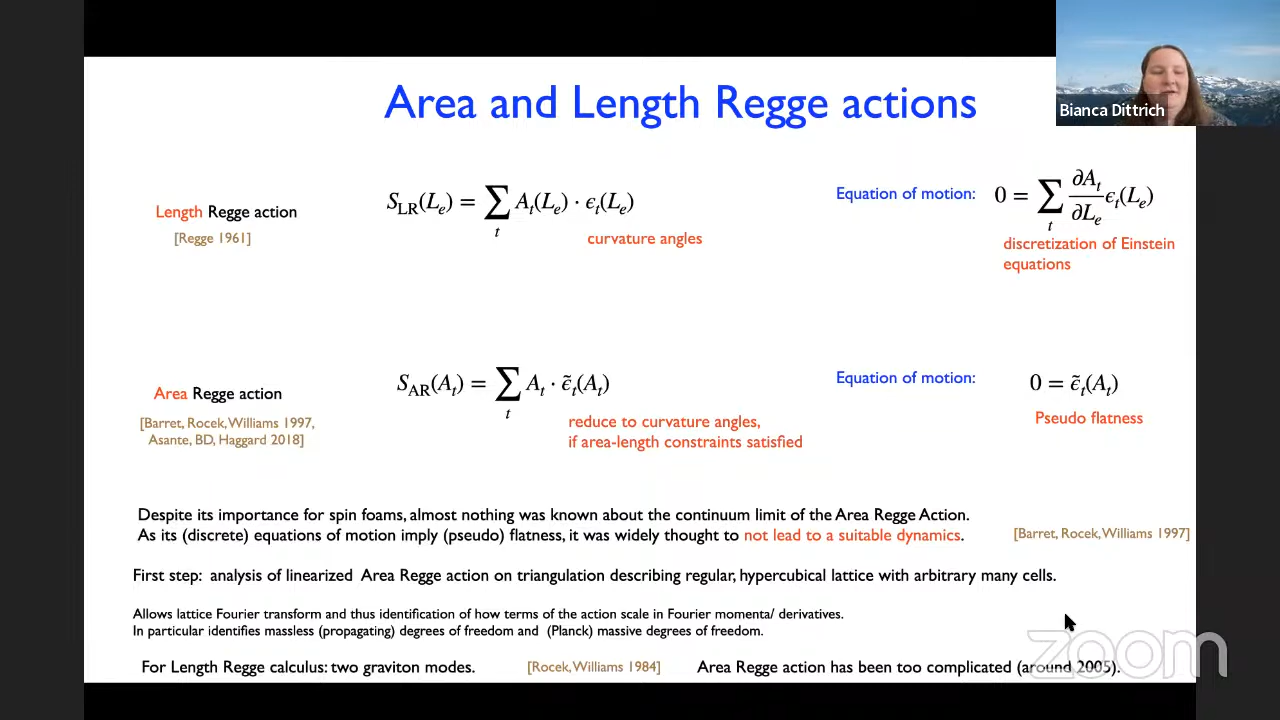 Area and Length Regge actions
Bianca Dittrich
Length Regge action
[Regge 1961]
S_LR(L_e) = ∑_t A_t(L_e) · ϵ_t(L_e)
curvature angles
Equation of motion:
0 = ∑_t ∂A_t/∂L_e ϵ_t(L_e)
discretization of Einstein
equations
Area Regge action
[Barret, Rocek, Williams 1997,
Asante, BD, Haggard 2018]
S_AR(A_t) = ∑_t A_t · ϵ̃_t(A_t)
reduce to curvature angles,
if area-length constraints satisfied
Equation of motion:
0 = ϵ̃_t(A_t)
Pseudo flatness
Despite its importance for spin foams, almost nothing was known about the continuum limit of the Area Regge Action.
As its (discrete) equations of motion imply (pseudo) flatness, it was widely thought to not lead to a suitable dynamics.
[Barret, Rocek, Williams 1997]
First step: analysis of linearized Area Regge action on triangulation describing regular, hypercubical lattice with arbitrary many cells.
Allows lattice Fourier transform and thus identification of how terms of the action scale in Fourier momenta/ derivatives.
In particular identifies massless (propagating) degrees of freedom and (Planck) massive degrees of freedom.
For Length Regge calculus: two graviton modes. [Rocek, Williams 1984] Area Regge action has been too complicated (around 2005).
zoom